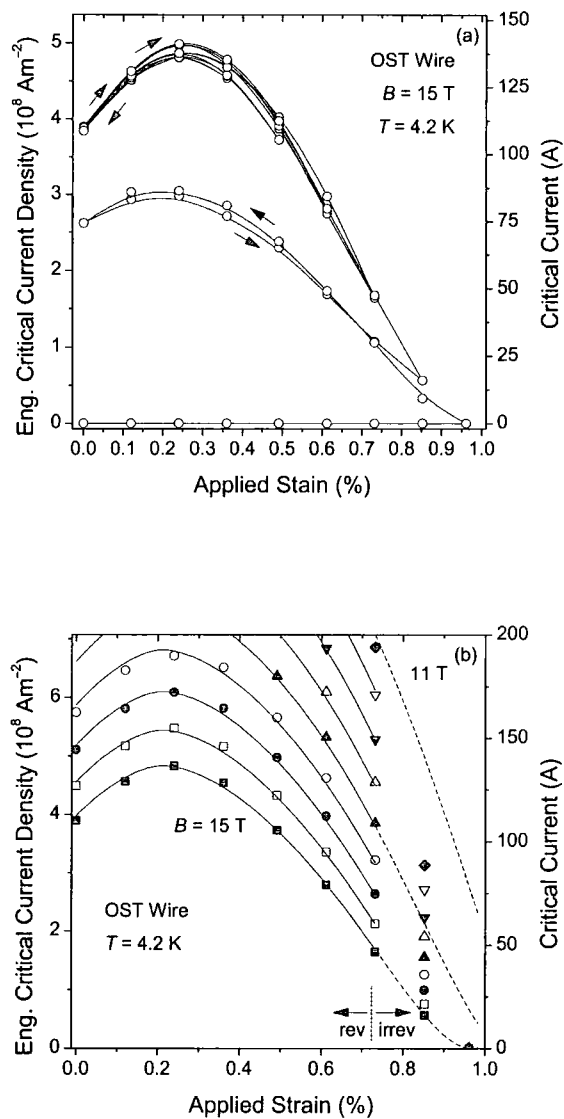 (a)
OST Wire
B = 15 T
T = 4.2 K
Eng. Critical Current Density (10⁸ Am⁻²)
5
4
3
2
1
0
Critical Current (A)
150
125
100
75
50
25
0
0.0 0.1 0.2 0.3 0.4 0.5 0.6 0.7 0.8 0.9 1.0
Applied Stain (%)
(b)
11 T
B = 15 T
OST Wire
T = 4.2 K
rev irrev
Eng. Critical Current Density (10⁸ Am⁻²)
6
4
2
0
Critical Current (A)
200
150
100
50
0
0.0 0.2 0.4 0.6 0.8 1.0
Applied Strain (%)